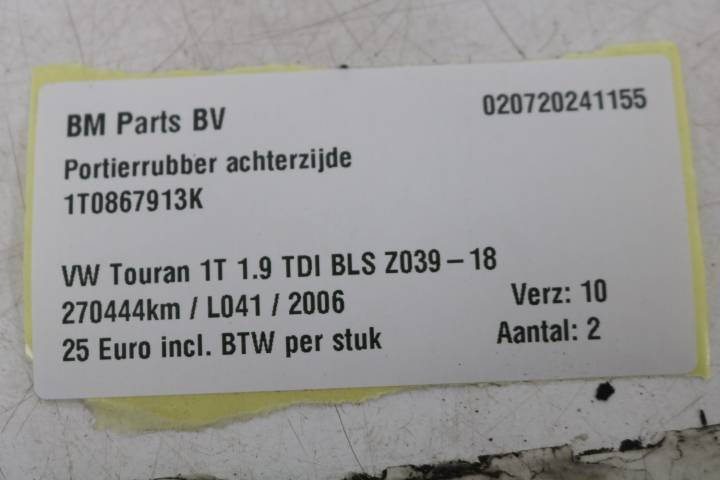 BM Parts BV
020720241155
Portierrubber achterzijde
1T0867913K
VW Touran 1T 1.9 TDI BLS Z039-18
270444km / L041 / 2006
Verz: 10
25 Euro incl. BTW per stuk
Aantal: 2